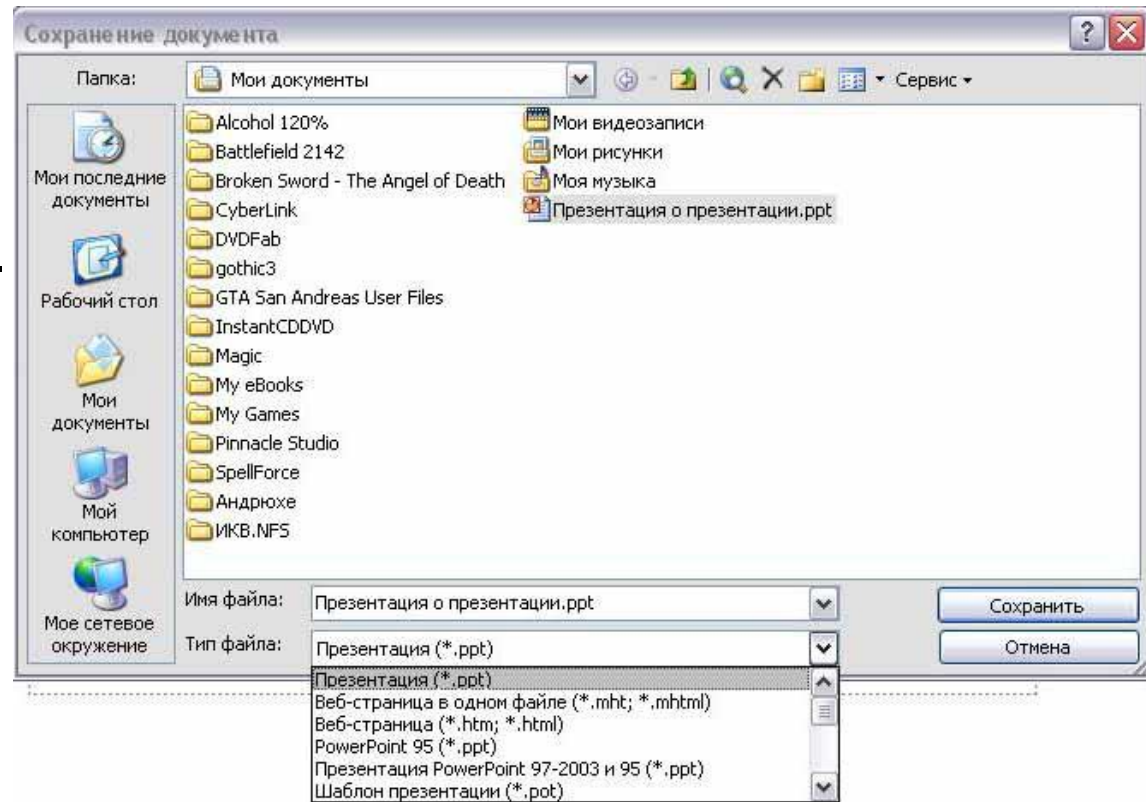 Сохранение документа
Папка:
Мои документы
Сервис
Мои последние
документы
Рабочий стол
Мои
документы
Мой
компьютер
Мое сетевое
окружение
Alcohol 120%
Battlefield 2142
Broken Sword - The Angel of Death
CyberLink
DVDFab
gothic3
GTA San Andreas User Files
InstantCDDVD
Magic
My eBooks
My Games
Pinnacle Studio
SpellForce
Андрюхе
ИКВ.NFS
Мои видеозаписи
Мои рисунки
Моя музыка
Презентация о презентации.ppt
Имя файла:
Презентация о презентации.ppt
Сохранить
Тип файла:
Презентация (*.ppt)
Отмена
Презентация (*.ppt)
Веб-страница в одном файле (*.mht; *.mhtml)
Веб-страница (*.htm; *.html)
PowerPoint 95 (*.ppt)
Презентация PowerPoint 97-2003 и 95 (*.ppt)
Шаблон презентации (*.pot)